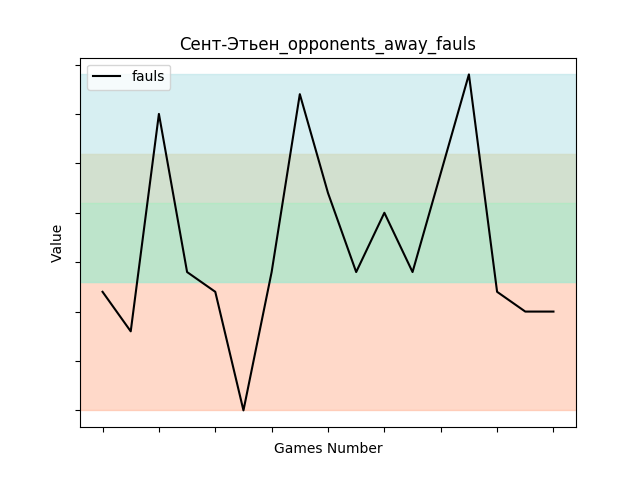 Сент-Этьен_opponents_away_fauls
fauls
Value
Games Number